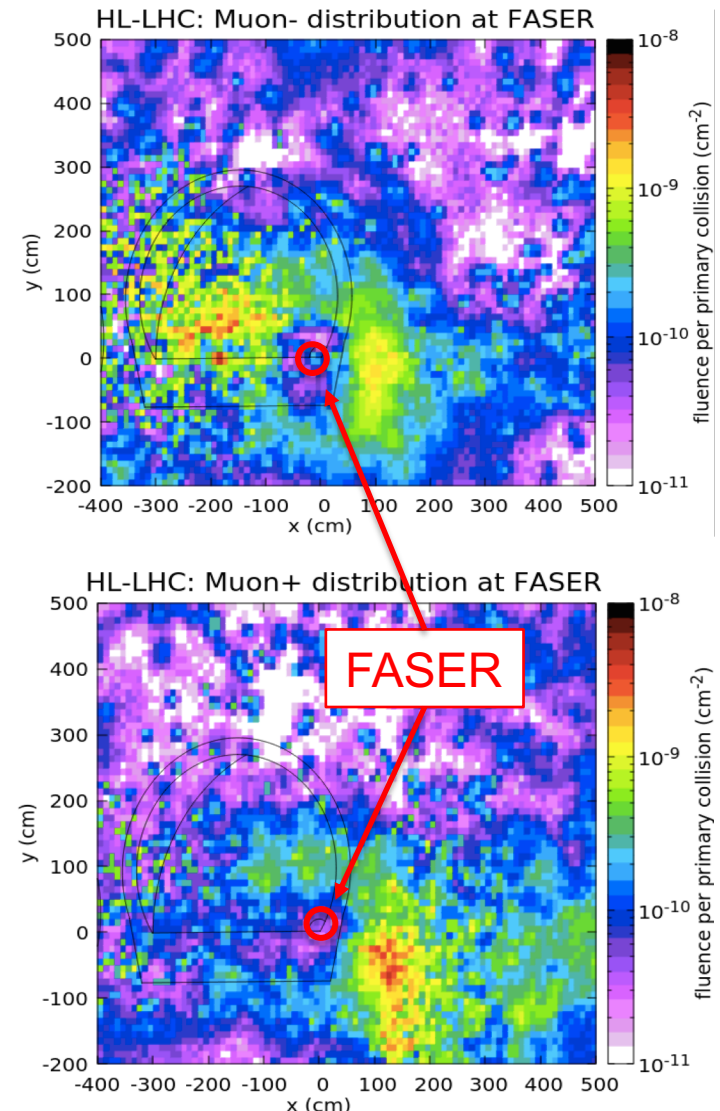 HL-LHC: Muon- distribution at FASER
500
400
300
200
100
0
-100
-200
y (cm)
-400 -300 -200 -100 0 100 200 300 400 500
x (cm)
10⁻⁸
10⁻⁹
10⁻¹⁰
10⁻¹¹
fluence per primary collision (cm⁻²)
HL-LHC: Muon+ distribution at FASER
FASER
500
400
300
200
100
0
-100
-200
y (cm)
-400 -300 -200 -100 0 100 200 300 400 500
x (cm)
10⁻⁸
10⁻⁹
10⁻¹⁰
10⁻¹¹
fluence per primary collision (cm⁻²)